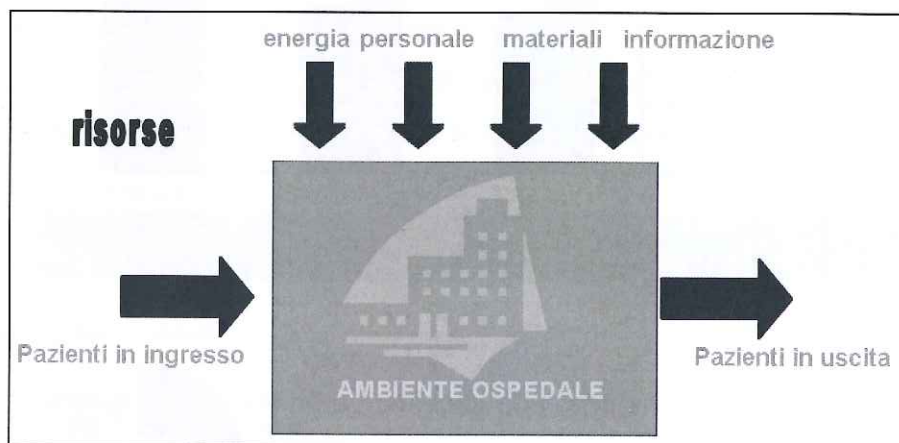 energia personale materiali informazione
risorse
Pazienti in ingresso
Pazienti in uscita
AMBIENTE OSPEDALE